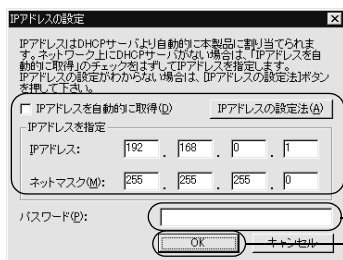 IPアドレスの設定
IPアドレスはDHCPサーバより自動的に本製品に割り当てられま
す。ネットワーク上にDHCPサーバがない場合は、「IPアドレスを自
動的に取得」のチェックをはずしてIPアドレスを指定します。
IPアドレスの設定がわからない場合は、[IPアドレスの設定法]ボタン
を押して下さい。
IPアドレスを自動的に取得(D) IPアドレスの設定法(A)
IPアドレスを指定
IPアドレス: 192 . 168 . 0 . 1
ネットマスク(M): 255 . 255 . 255 . 0
パスワード(P):
OK キャンセル